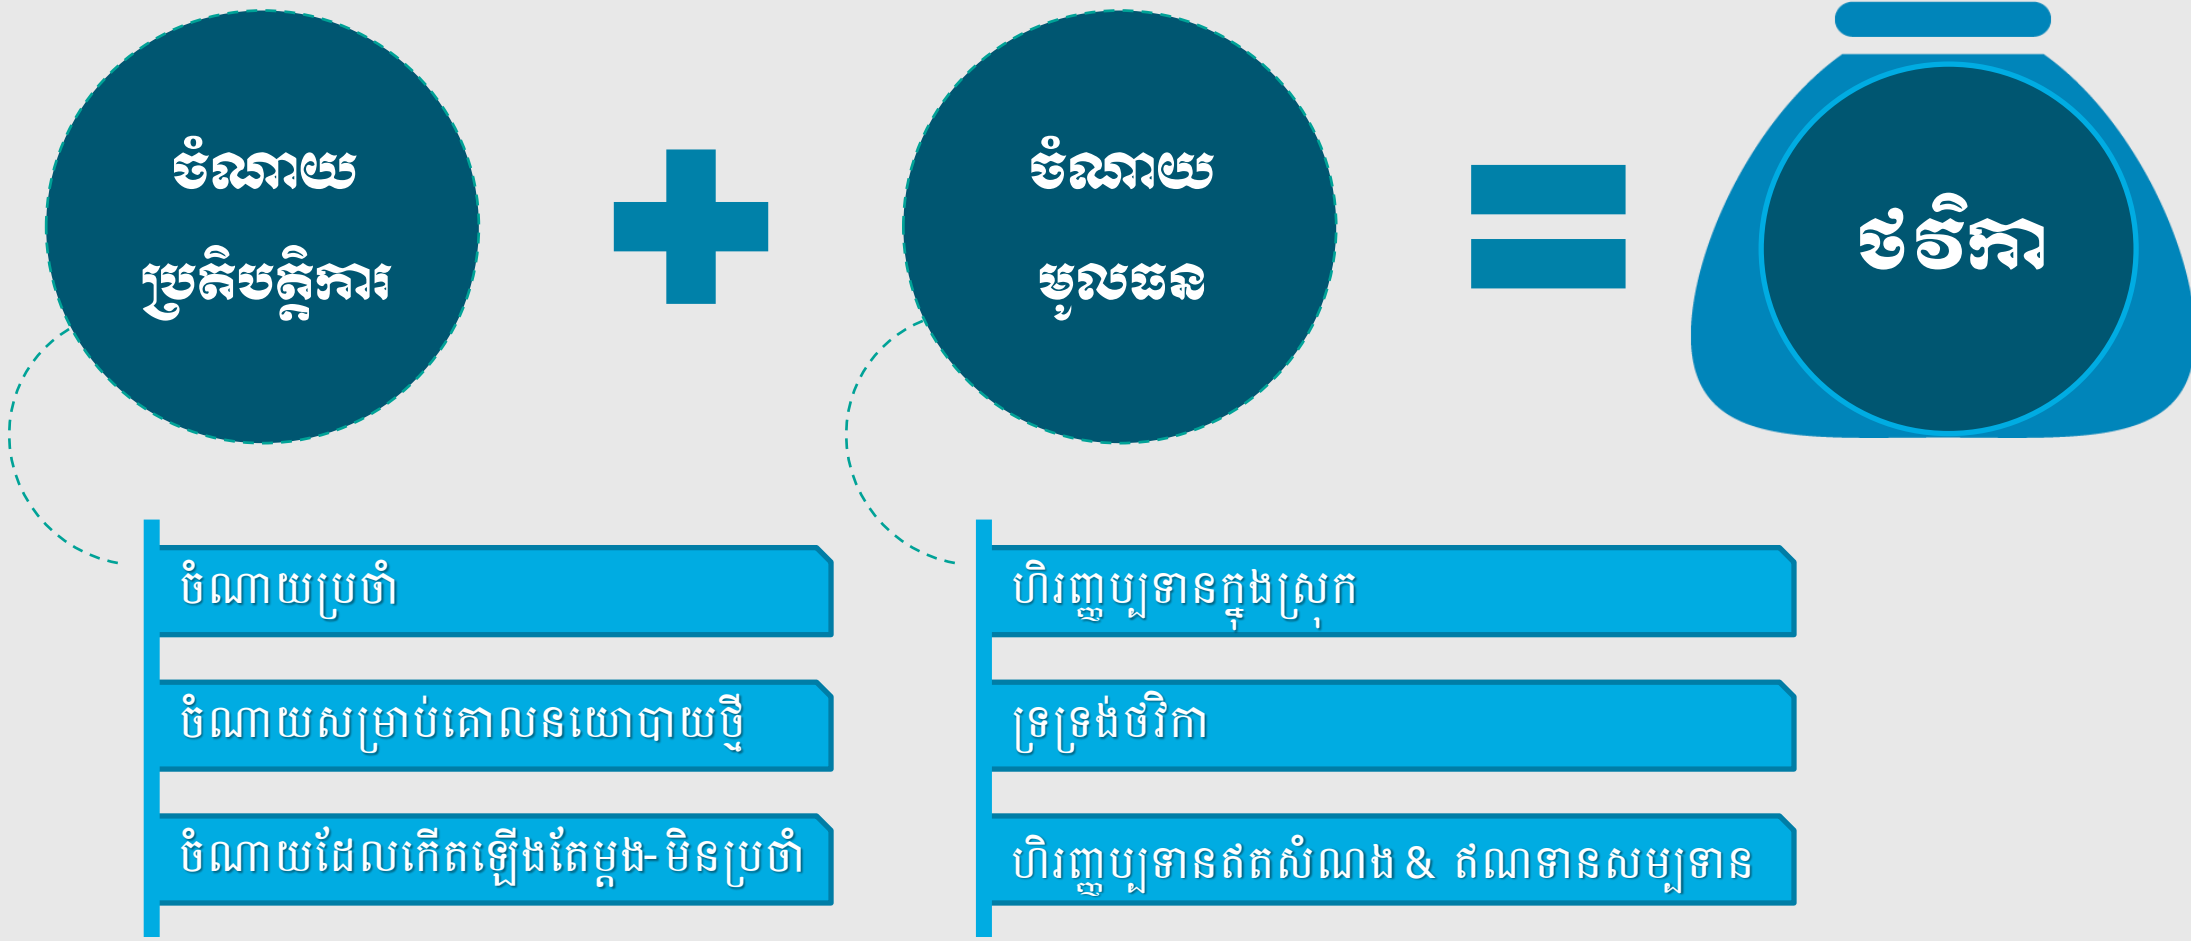 ចំណាយ
ប្រតិបត្តិការ
ចំណាយ
មូលធន
ថវិកា
ចំណាយប្រចាំ
ចំណាយសម្រាប់គោលនយោបាយថ្មី
ចំណាយដែលកើតឡើងតែម្តង-មិនប្រចាំ
ហិរញ្ញប្បទានក្នុងស្រុក
ទ្រទ្រង់ថវិកា
ហិរញ្ញប្បទានឥតសំណង & ឥណទានសម្បទាន